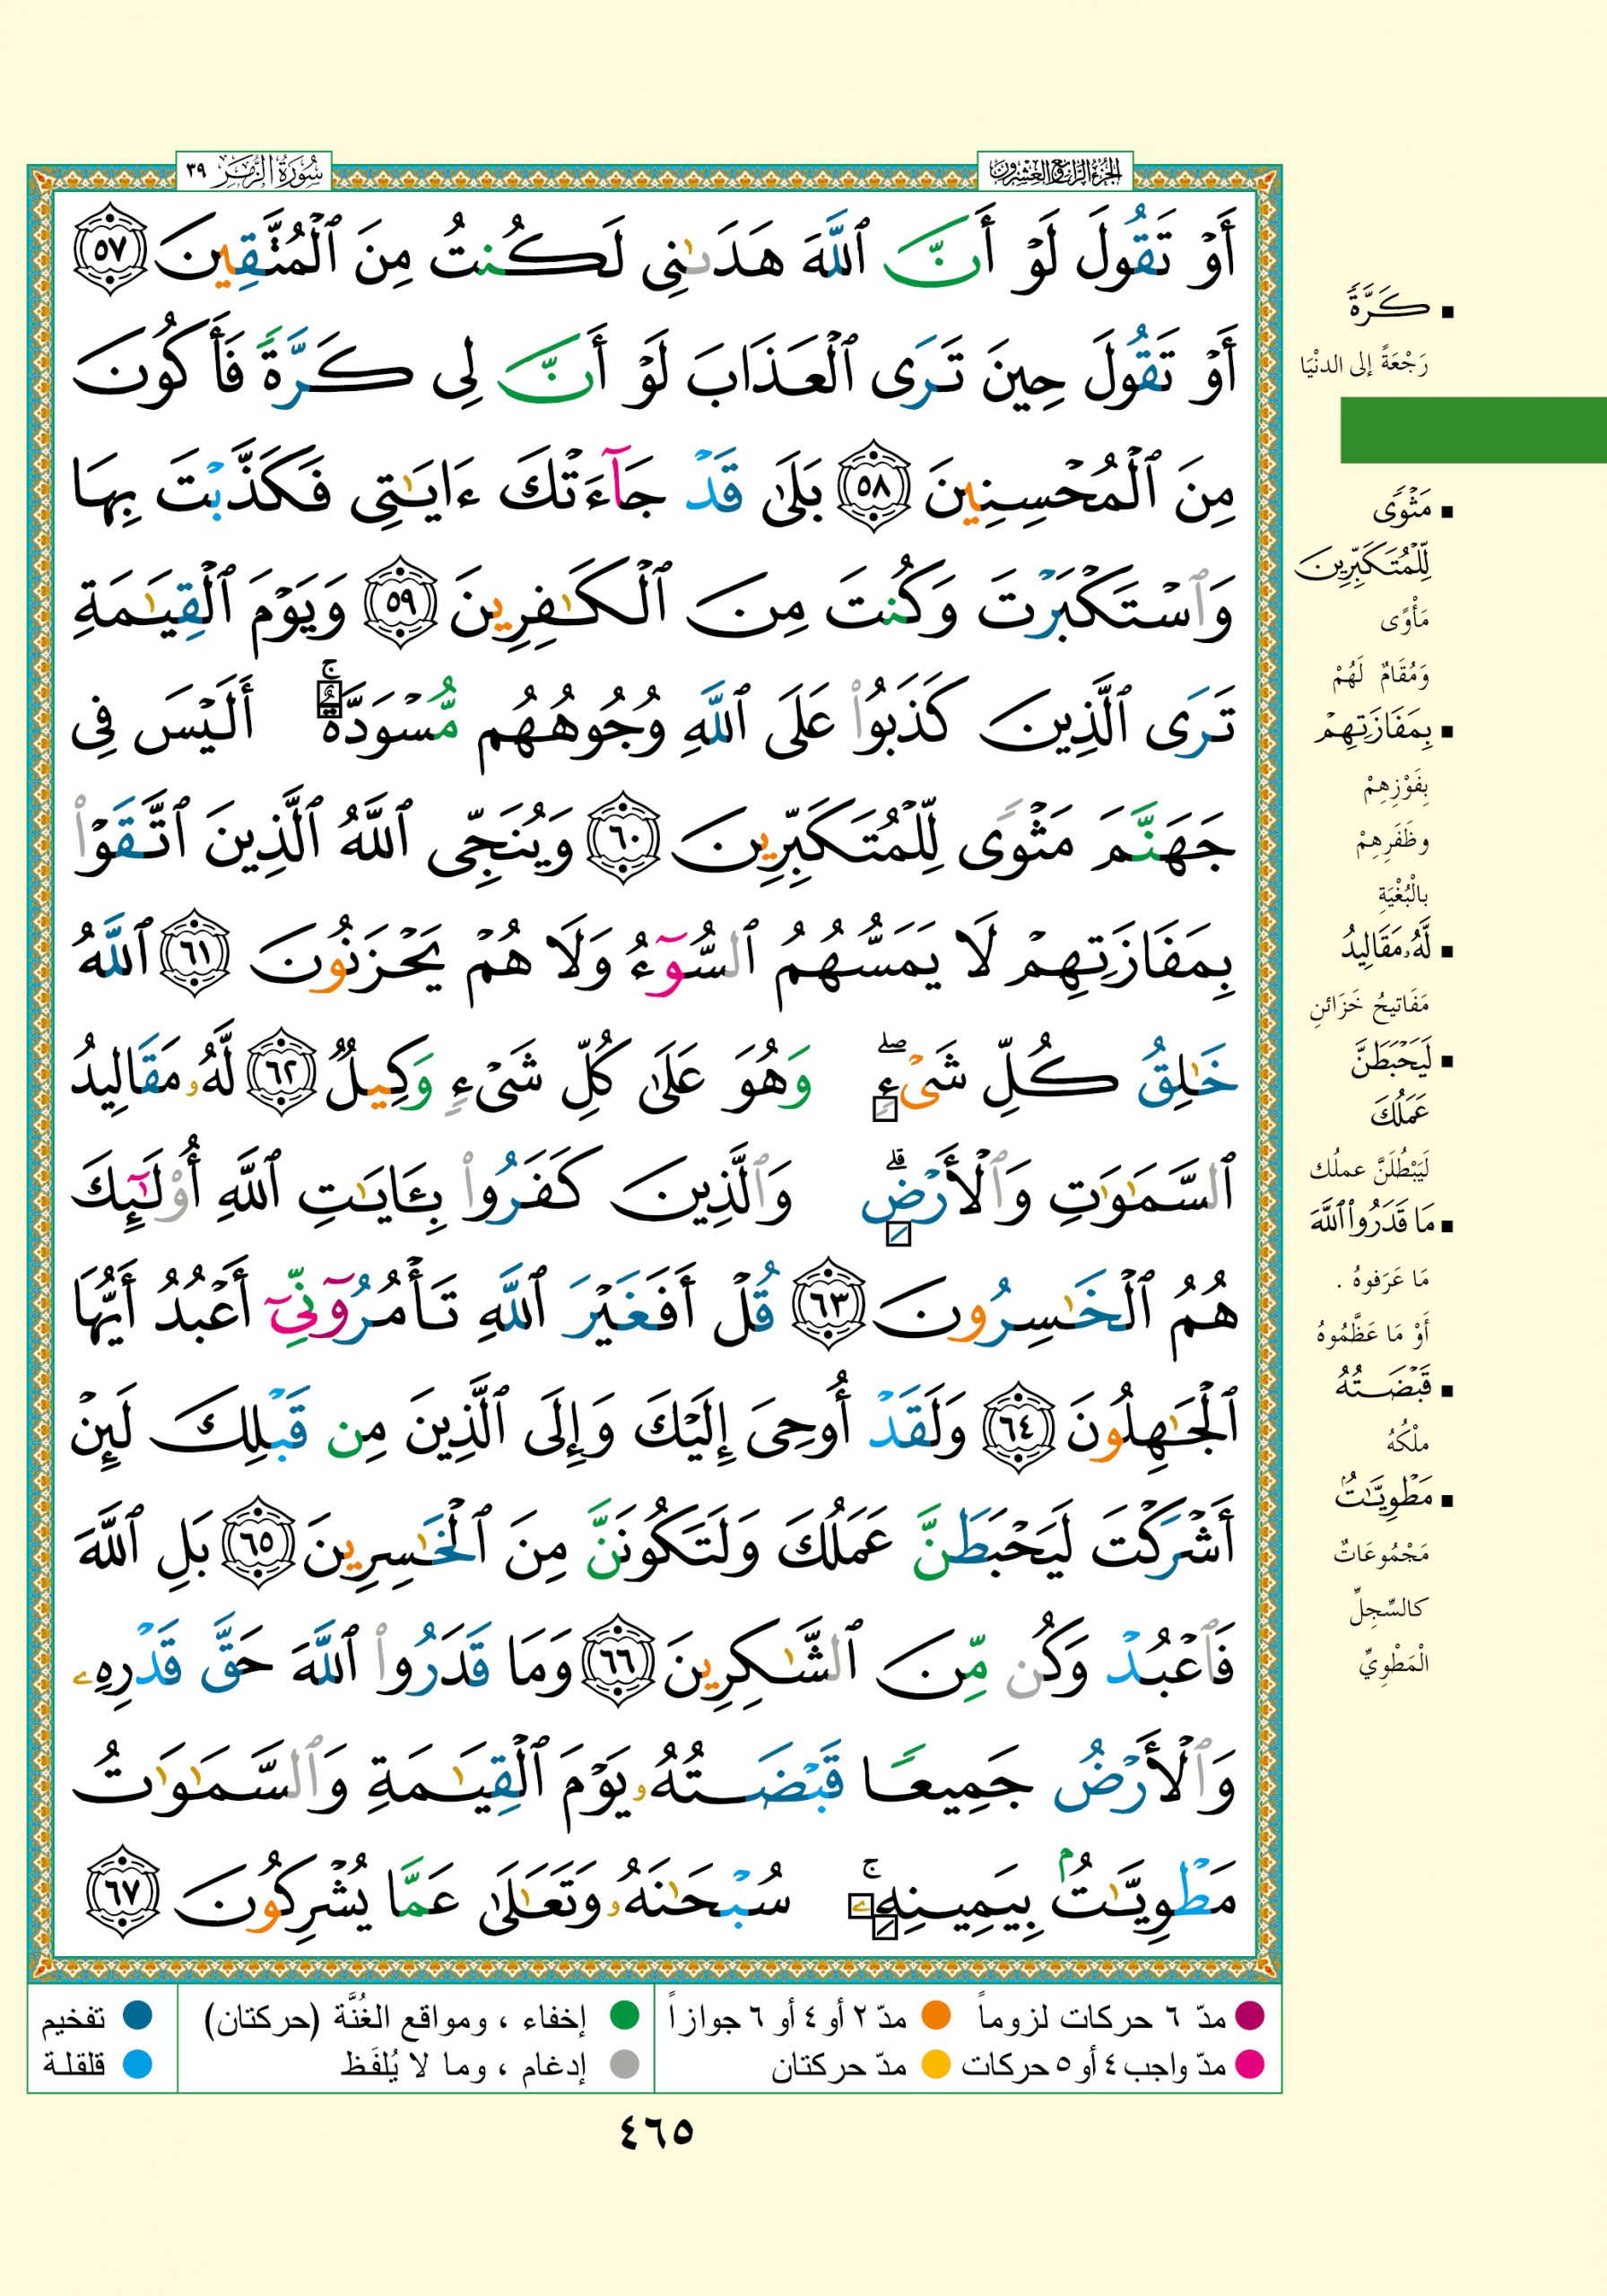 الجزء الرابع والعشرون
سورة الزمر ٣٩
أَوْ تَقُولَ لَوْ أَنَّ ٱللَّهَ هَدَىٰنِى لَكُنتُ مِنَ ٱلْمُتَّقِينَ ٥٧
أَوْ تَقُولَ حِينَ تَرَى ٱلْعَذَابَ لَوْ أَنَّ لِى كَرَّةً فَأَكُونَ
مِنَ ٱلْمُحْسِنِينَ ٥٨ بَلَىٰ قَدْ جَآءَتْكَ ءَايَٰتِى فَكَذَّبْتَ بِهَا
وَٱسْتَكْبَرْتَ وَكُنتَ مِنَ ٱلْكَٰفِرِينَ ٥٩ وَيَوْمَ ٱلْقِيَٰمَةِ
تَرَى ٱلَّذِينَ كَذَبُوا۟ عَلَى ٱللَّهِ وُجُوهُهُم مُّسْوَدَّةٌ ۚ أَلَيْسَ فِى
جَهَنَّمَ مَثْوًى لِّلْمُتَكَبِّرِينَ ٦٠ وَيُنَجِّى ٱللَّهُ ٱلَّذِينَ ٱتَّقَوْا۟
بِمَفَازَتِهِمْ لَا يَمَسُّهُمُ ٱلسُّوٓءُ وَلَا هُمْ يَحْزَنُونَ ٦١ ٱللَّهُ
خَٰلِقُ كُلِّ شَىْءٍ ۖ وَهُوَ عَلَىٰ كُلِّ شَىْءٍ وَكِيلٌ ٦٢ لَّهُۥ مَقَالِيدُ
ٱلسَّمَٰوَٰتِ وَٱلْأَرْضِ ۗ وَٱلَّذِينَ كَفَرُوا۟ بِـَٔايَٰتِ ٱللَّهِ أُو۟لَٰٓئِكَ
هُمُ ٱلْخَٰسِرُونَ ٦٣ قُلْ أَفَغَيْرَ ٱللَّهِ تَأْمُرُوٓنِّىٓ أَعْبُدُ أَيُّهَا
ٱلْجَٰهِلُونَ ٦٤ وَلَقَدْ أُوحِىَ إِلَيْكَ وَإِلَى ٱلَّذِينَ مِن قَبْلِكَ لَئِنْ
أَشْرَكْتَ لَيَحْبَطَنَّ عَمَلُكَ وَلَتَكُونَنَّ مِنَ ٱلْخَٰسِرِينَ ٦٥ بَلِ ٱللَّهَ
فَٱعْبُدْ وَكُن مِّنَ ٱلشَّٰكِرِينَ ٦٦ وَمَا قَدَرُوا۟ ٱللَّهَ حَقَّ قَدْرِهِۦ
وَٱلْأَرْضُ جَمِيعًا قَبْضَتُهُۥ يَوْمَ ٱلْقِيَٰمَةِ وَٱلسَّمَٰوَٰتُ
مَطْوِيَّٰتٌۢ بِيَمِينِهِۦ ۚ سُبْحَٰنَهُۥ وَتَعَٰلَىٰ عَمَّا يُشْرِكُونَ ٦٧
كَرَّةً
رَجْعَةً إلى الدنْيَا
مَثْوًى
لِّلْمُتَكَبِّرِينَ
مَأْوًى
وَمُقَامٌ لَهُمْ
بِمَفَازَتِهِمْ
بِفَوْزِهِمْ
وظَفَرِهِمْ
بالْبُغْيَةِ
لَّهُۥ مَقَالِيدُ
مَفَاتِيحُ خَزَائنِ
لَيَحْبَطَنَّ
عَمَلُكَ
لَيَبْطُلَنَّ عملُك
مَا قَدَرُوا۟ ٱللَّهَ
مَا عَرَفوهُ .
أوْ مَا عَظَّمُوهُ
قَبْضَتُهُ
ملْكُهُ
مَطْوِيَّٰتٌۢ
مَجْمُوعَاتٌ
كالسِّجِلِّ
الْمَطْوِيِّ
مدّ ٦ حركات لزوماً مدّ ٢ أو ٤ أو ٦ جوازاً
مدّ واجب ٤ أو ٥ حركات مدّ حركتان
إخفاء ، ومواقع الغُنَّة (حركتان)
إدغام ، وما لا يُلفَظ
تفخيم
قلقلة
٤٦٥